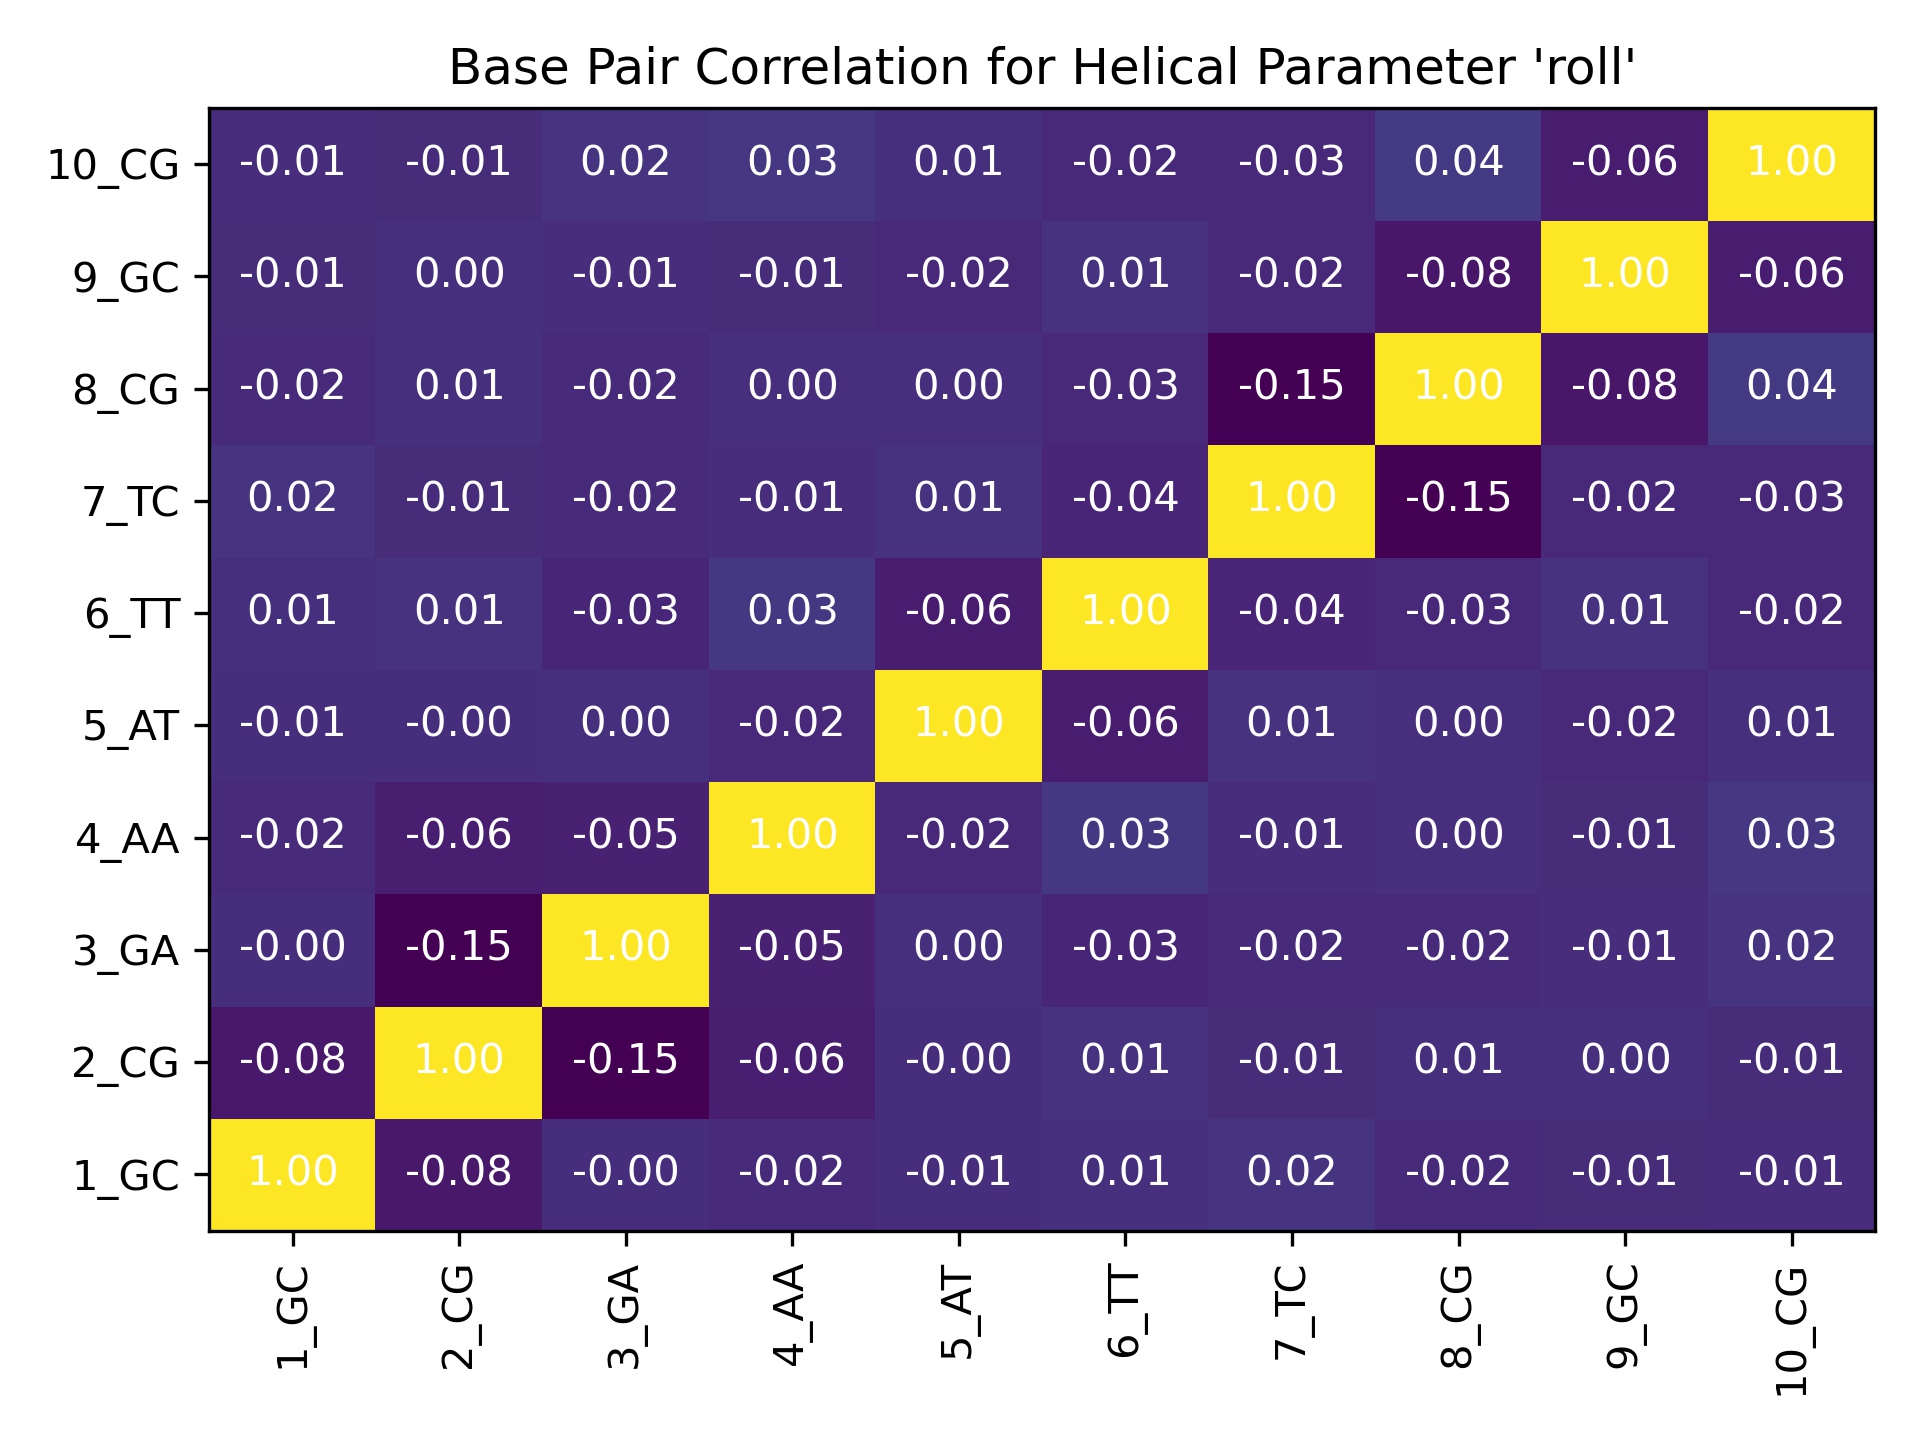 Base Pair Correlation for Helical Parameter 'roll'
10_CG -0.01 -0.01 0.02 0.03 0.01 -0.02 -0.03 0.04 -0.06 1.00
9_GC -0.01 0.00 -0.01 -0.01 -0.02 0.01 -0.02 -0.08 1.00 -0.06
8_CG -0.02 0.01 -0.02 0.00 0.00 -0.03 -0.15 1.00 -0.08 0.04
7_TC 0.02 -0.01 -0.02 -0.01 0.01 -0.04 1.00 -0.15 -0.02 -0.03
6_TT 0.01 0.01 -0.03 0.03 -0.06 1.00 -0.04 -0.03 0.01 -0.02
5_AT -0.01 -0.00 0.00 -0.02 1.00 -0.06 0.01 0.00 -0.02 0.01
4_AA -0.02 -0.06 -0.05 1.00 -0.02 0.03 -0.01 0.00 -0.01 0.03
3_GA -0.00 -0.15 1.00 -0.05 0.00 -0.03 -0.02 -0.02 -0.01 0.02
2_CG -0.08 1.00 -0.15 -0.06 -0.00 0.01 -0.01 0.01 0.00 -0.01
1_GC 1.00 -0.08 -0.00 -0.02 -0.01 0.01 0.02 -0.02 -0.01 -0.01
1_GC 2_CG 3_GA 4_AA 5_AT 6_TT 7_TC 8_CG 9_GC 10_CG